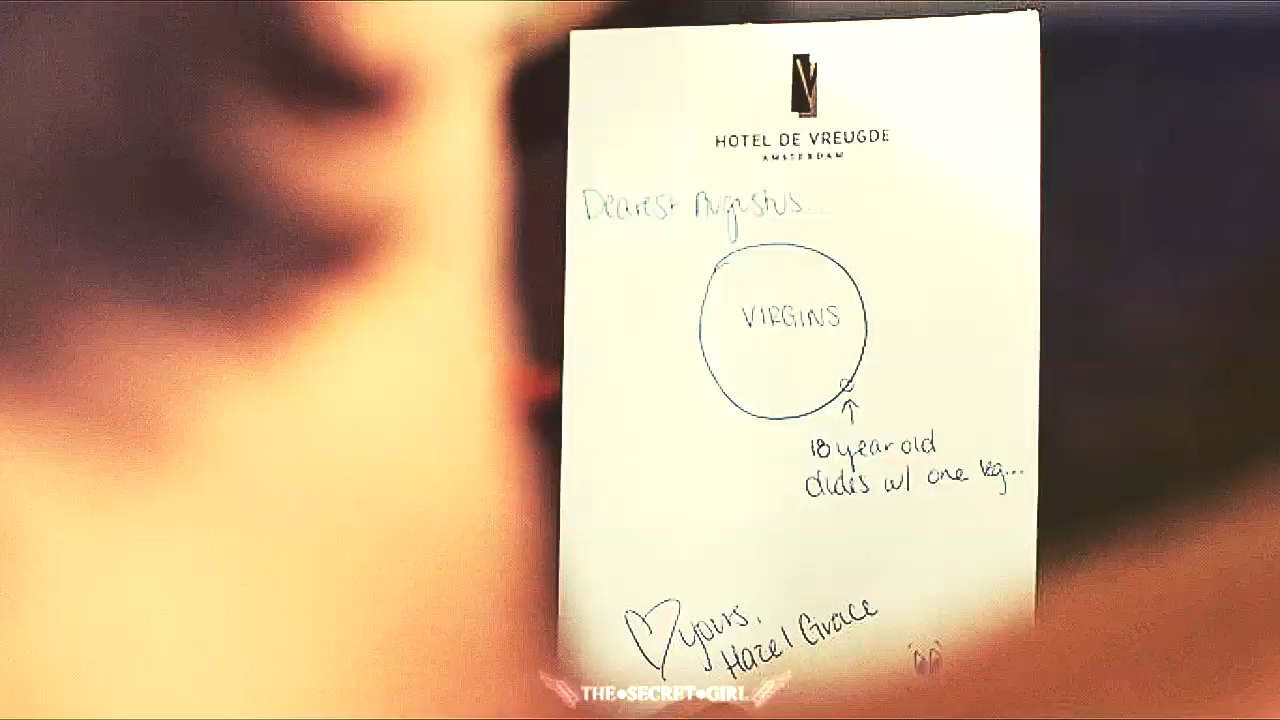 V
HOTEL DE VREUGDE
AMSTERDAM
Dearest Augustus...
VIRGINS
18 year old
dudes w/ one leg...
yours,
Hazel Grace
THE•SECRET•GIRL